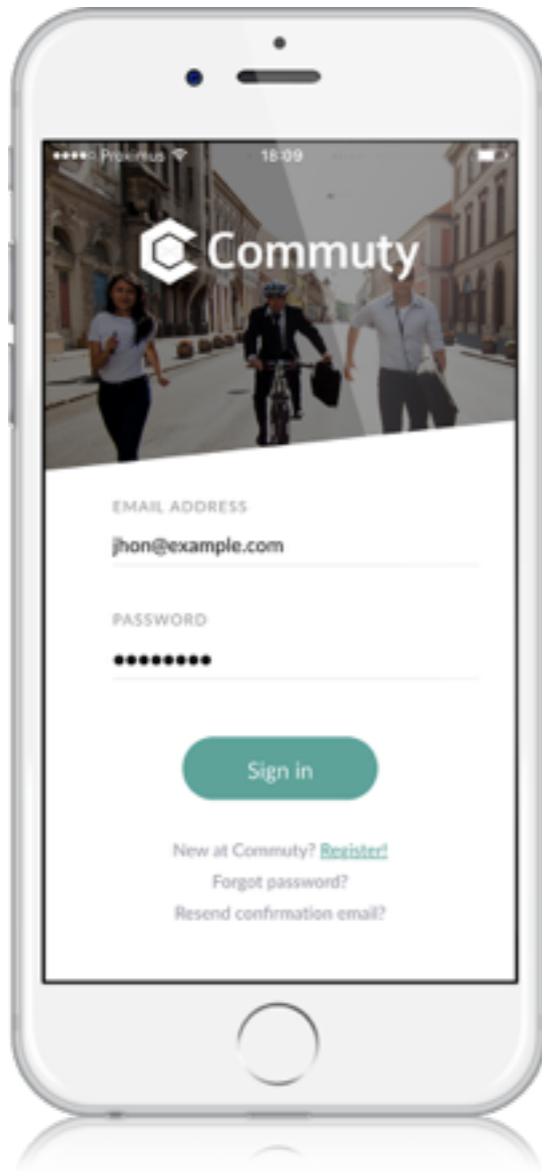 Proximus 18:09
Commuty
EMAIL ADDRESS
jhon@example.com
PASSWORD
••••••••
Sign in
New at Commuty? Register!
Forgot password?
Resend confirmation email?